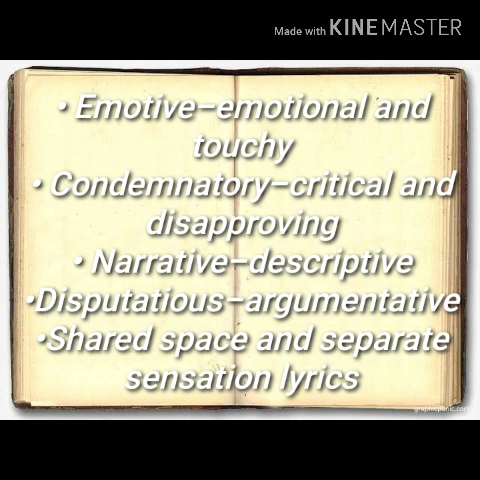 Made with KINEMASTER
• Emotive–emotional and
touchy
• Condemnatory–critical and
disapproving
• Narrative–descriptive
•Disputatious–argumentative
•Shared space and separate
sensation lyrics